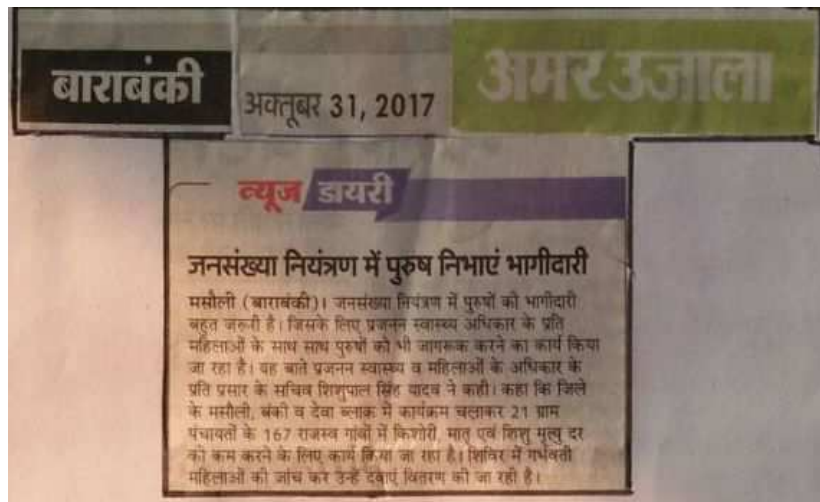 बाराबंकी
अक्तूबर 31, 2017
अमर उजाला
न्यूज डायरी
जनसंख्या नियंत्रण में पुरुष निभाएं भागीदारी
मसौली (बाराबंकी)। जनसंख्या नियंत्रण में पुरुषों की भागीदारी
बहुत जरूरी है। जिसके लिए प्रजनन स्वास्थ्य अधिकार के प्रति
महिलाओं के साथ साथ पुरुषों को भी जागरूक करने का कार्य किया
जा रहा है। यह बाते प्रजनन स्वास्थ्य व महिलाओं के अधिकार के
प्रति प्रसार के सचिव शिशुपाल सिंह यादव ने कही। कहा कि जिले
के मसौली, बंकी व देवा ब्लाक में कार्यक्रम चलाकर 21 ग्राम
पंचायतों के 167 राजस्व गांवों में किशोरी, मातृ एवं शिशु मृत्यु दर
को कम करने के लिए कार्य किया जा रहा है। शिविर में गर्भवती
महिलाओं की जांच कर उन्हें दवाएं वितरण की जा रही है।